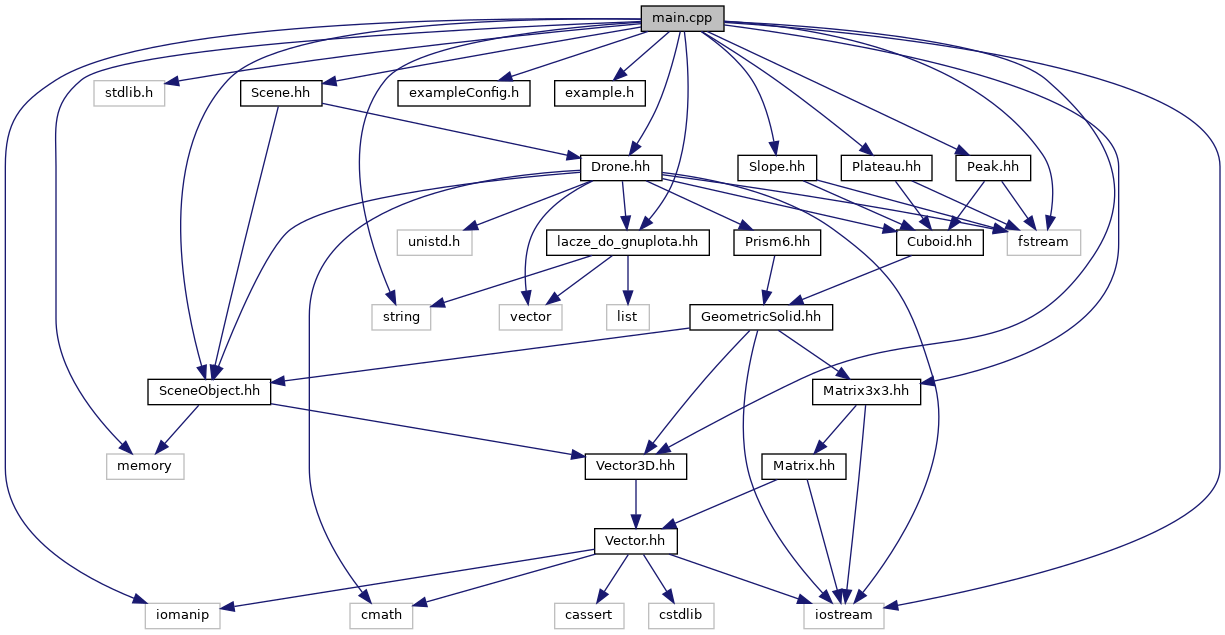 main.cpp
stdlib.h
Scene.hh
exampleConfig.h
example.h
Drone.hh
Slope.hh
Plateau.hh
Peak.hh
unistd.h
lacze_do_gnuplota.hh
Prism6.hh
Cuboid.hh
fstream
string
vector
list
GeometricSolid.hh
SceneObject.hh
Matrix3x3.hh
memory
Vector3D.hh
Matrix.hh
Vector.hh
iomanip
cmath
cassert
cstdlib
iostream